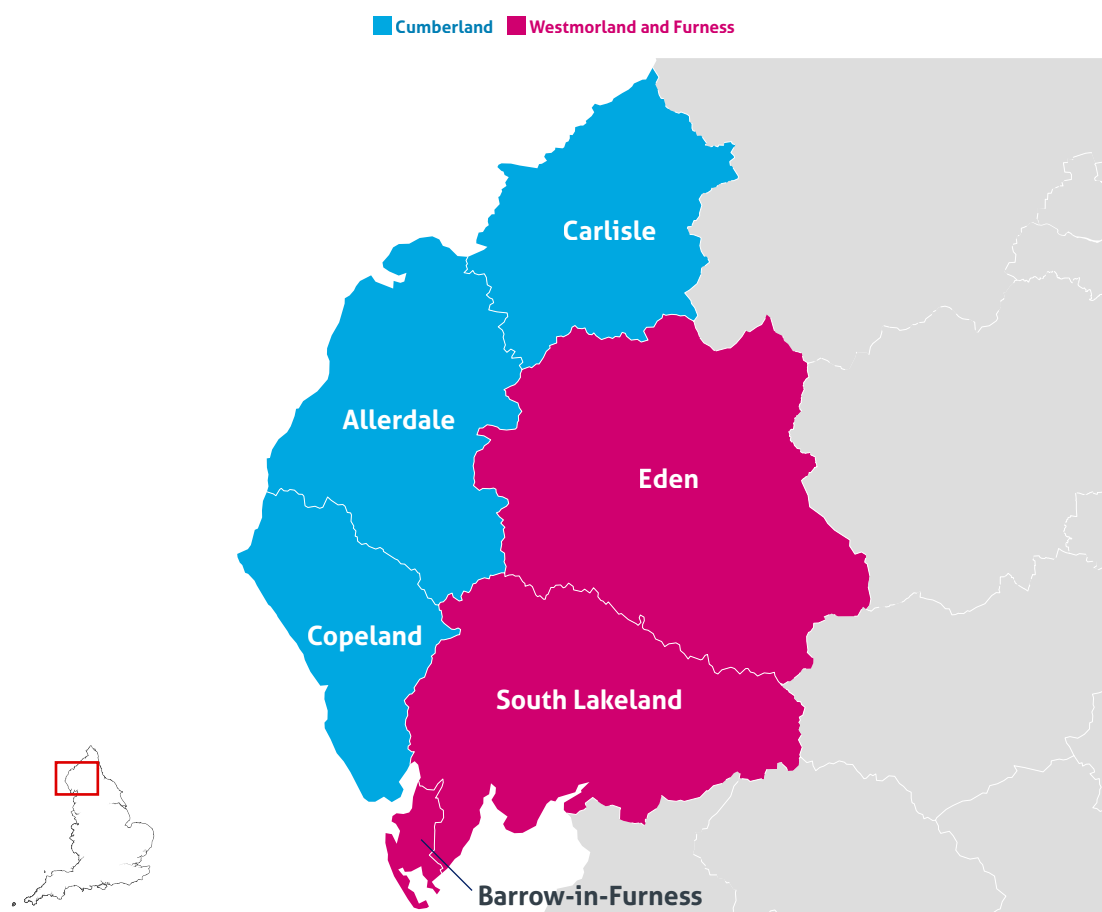 Cumberland Westmorland and Furness
Carlisle
Allerdale
Eden
Copeland
South Lakeland
Barrow-in-Furness